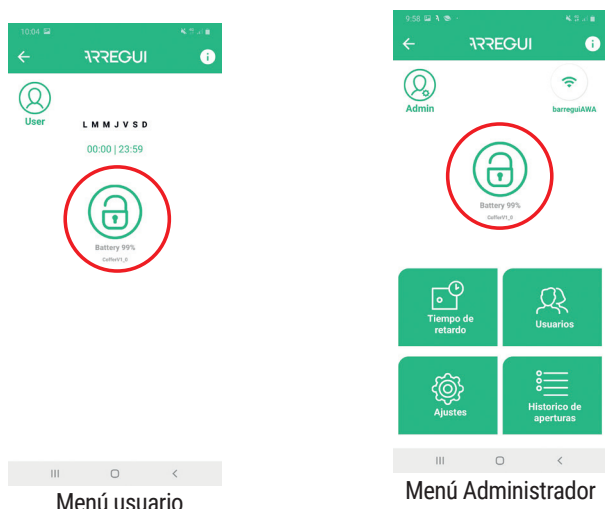 10:04
ARREGUI
User
L M M J V S D
00:00 | 23:59
Battery 99%
CofferV1_0
Menú usuario
9:58
ARREGUI
Admin
barreguiAWA
Battery 99%
CofferV1_0
Tiempo de
retardo
Usuarios
Ajustes
Historico de
aperturas
Menú Administrador